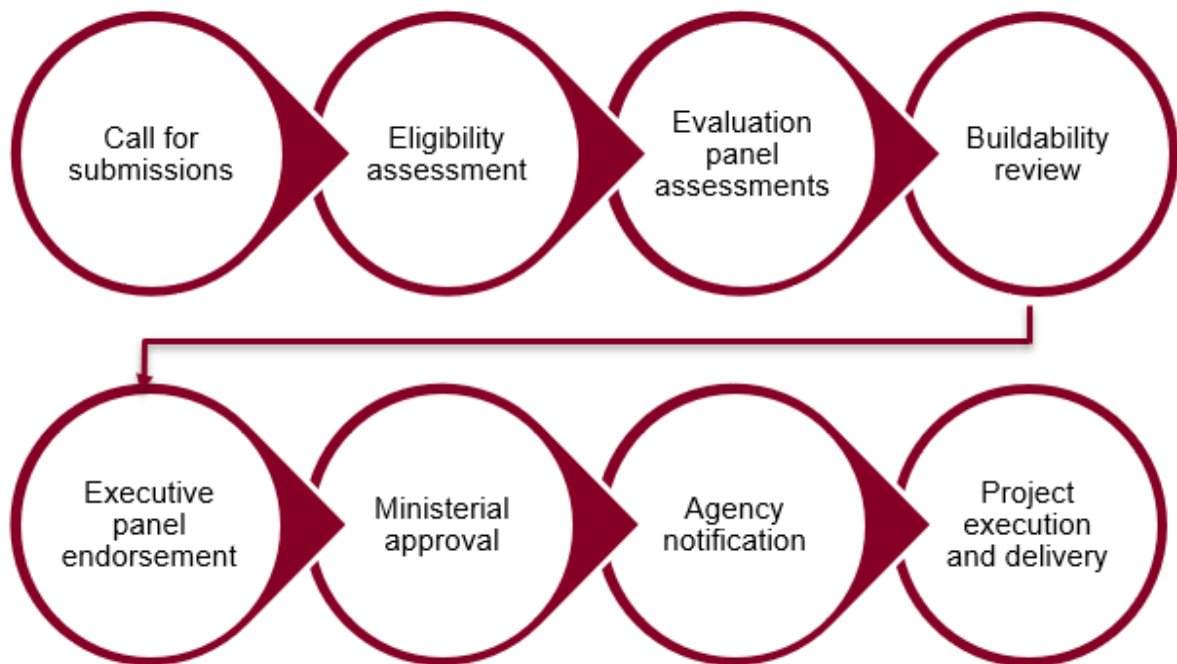 Call for
submissions
Eligibility
assessment
Evaluation
panel
assessments
Buildability
review
Executive
panel
endorsement
Ministerial
approval
Agency
notification
Project
execution
and delivery